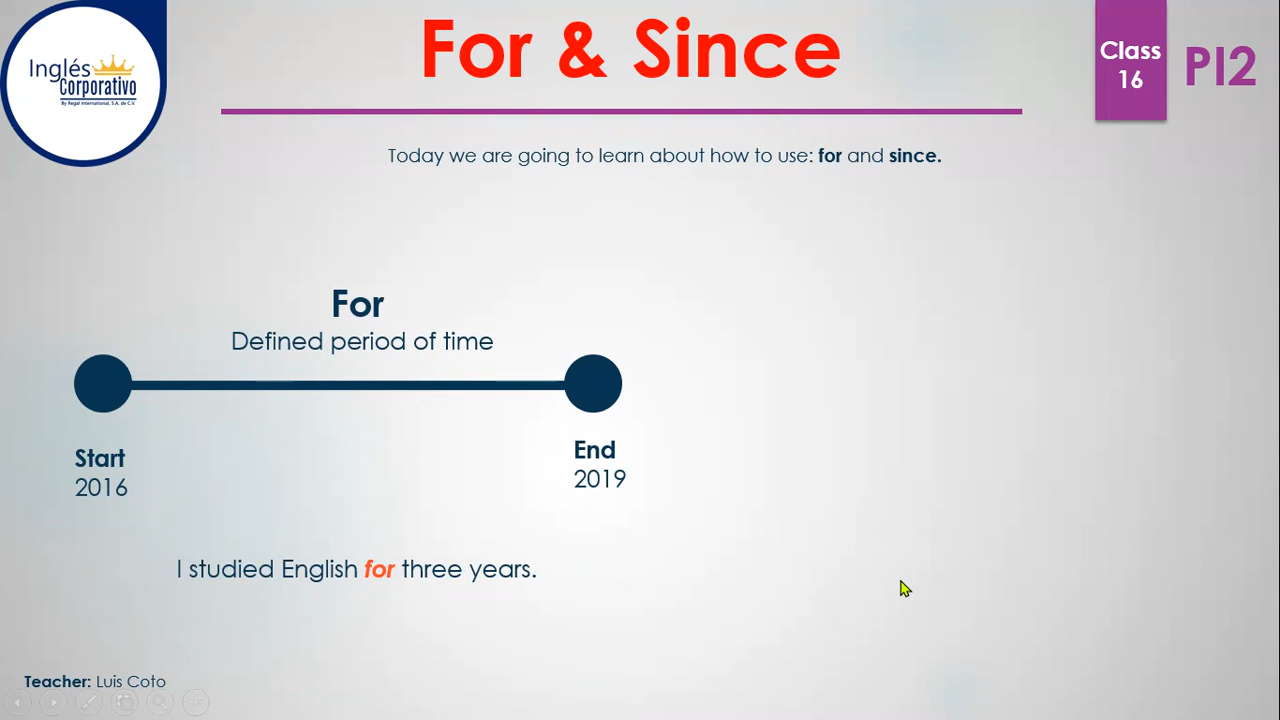 Inglés
Corporativo
By Regal International, S.A. de C.V.
For & Since
Class
16
PI2
Today we are going to learn about how to use: for and since.
For
Defined period of time
Start
2016
End
2019
I studied English for three years.
Teacher: Luis Coto